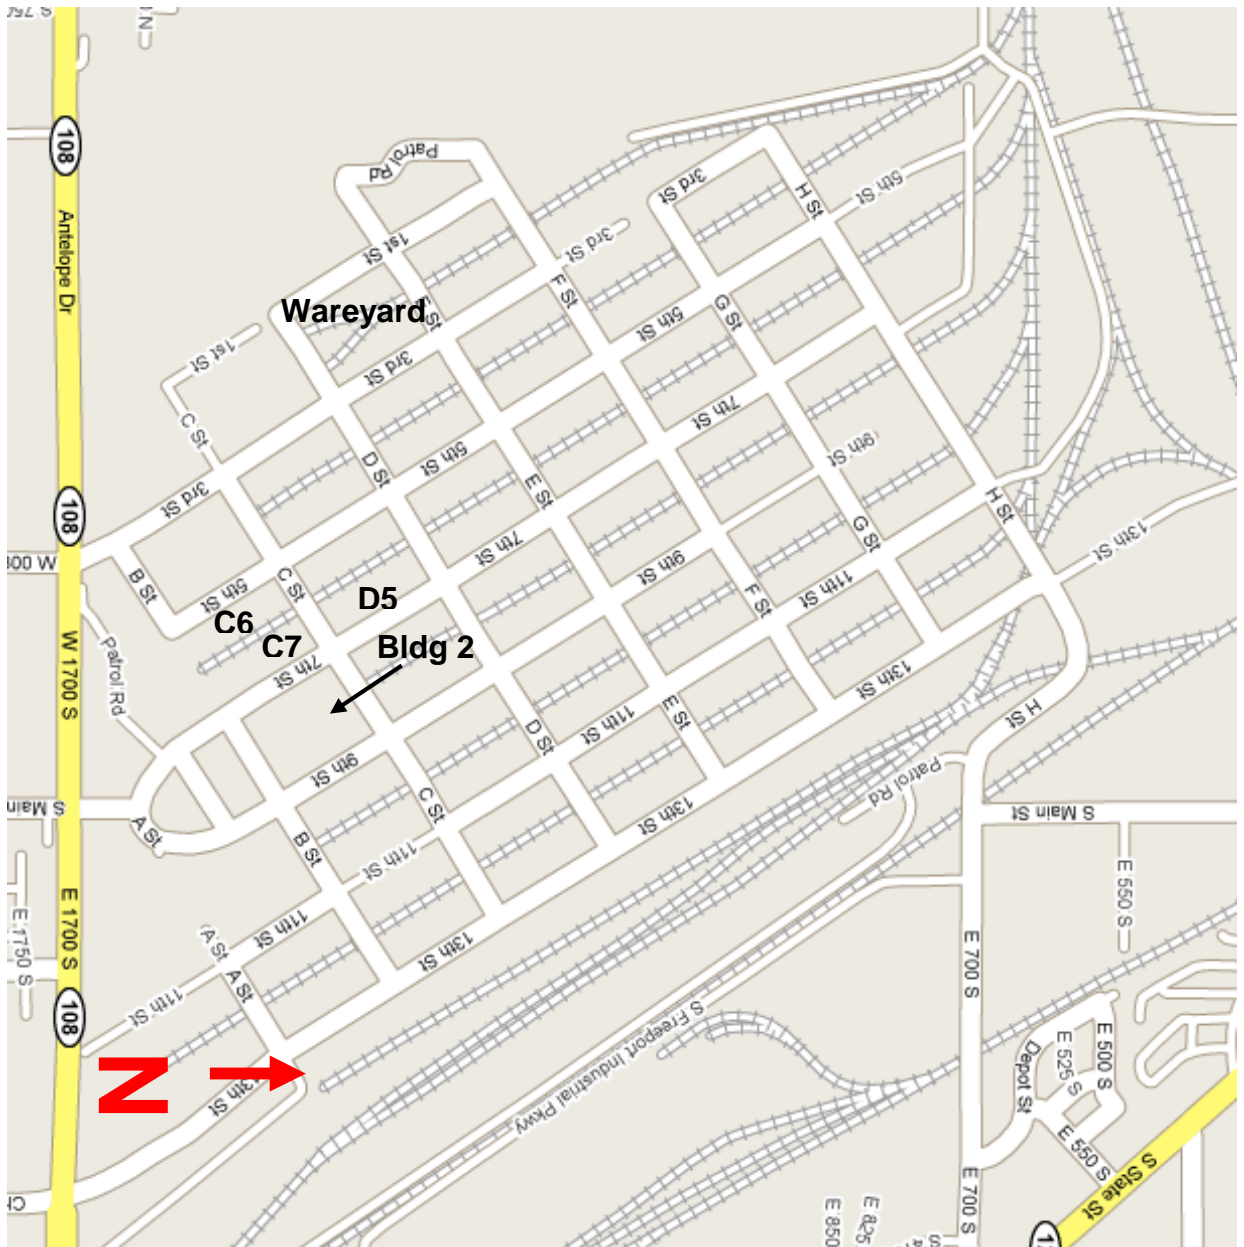 S 750
N
108
Antelope Dr
Patrol Rd
1st St
3rd St
H St
5th St
3rd St
F St
Wareyard
E St
G St
5th St
1st St
3rd St
C St
7th St
9th St
D St
5th St
E St
3rd St
108
H St
G St
13th St
7th St
W 800
B St
5th St
C St
D5
9th St
F St
11th St
C6
C7
Bldg 2
7th St
W 1700 S
Patrol Rd
13th St
E St
11th St
D St
H St
9th St
Patrol Rd
S Main
A St
C St
13th St
S Main St
B St
11th St
E 1700 S
E 550 S
E 1750 S
11th St
(A St
A St
13th St
E 700 S
11th St
108
S Freeport Industrial Pkwy
Depot St
E 525 S
E 500 S
N
13th St
E 550 S
S State St
E 700 S
Ch
E 850
E 825